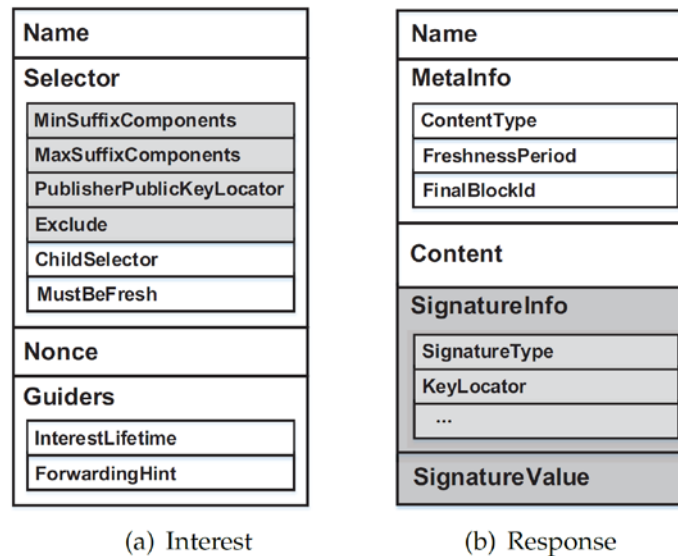 Name
Selector
MinSuffixComponents
MaxSuffixComponents
PublisherPublicKeyLocator
Exclude
ChildSelector
MustBeFresh
Nonce
Guiders
InterestLifetime
ForwardingHint
(a) Interest
Name
MetaInfo
ContentType
FreshnessPeriod
FinalBlockId
Content
SignatureInfo
SignatureType
KeyLocator
...
SignatureValue
(b) Response